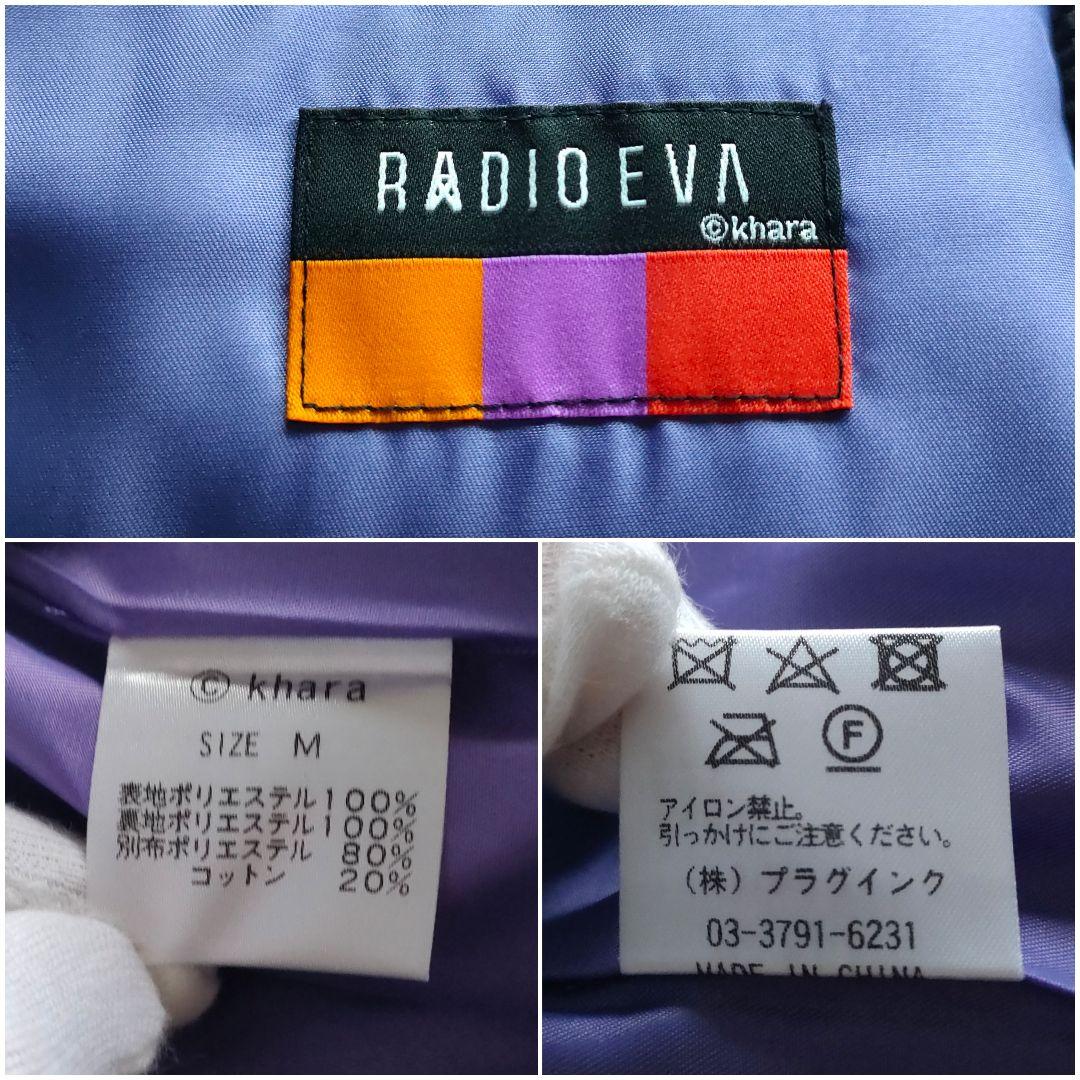 RADIO EVA
©khara
© khara
SIZE M
表地ポリエステル100%
裏地ポリエステル100%
別布ポリエステル 80%
コットン 20%
F
アイロン禁止。
引っかけにご注意ください。
(株) プラグインク
03-3791-6231
MADE IN CHINA